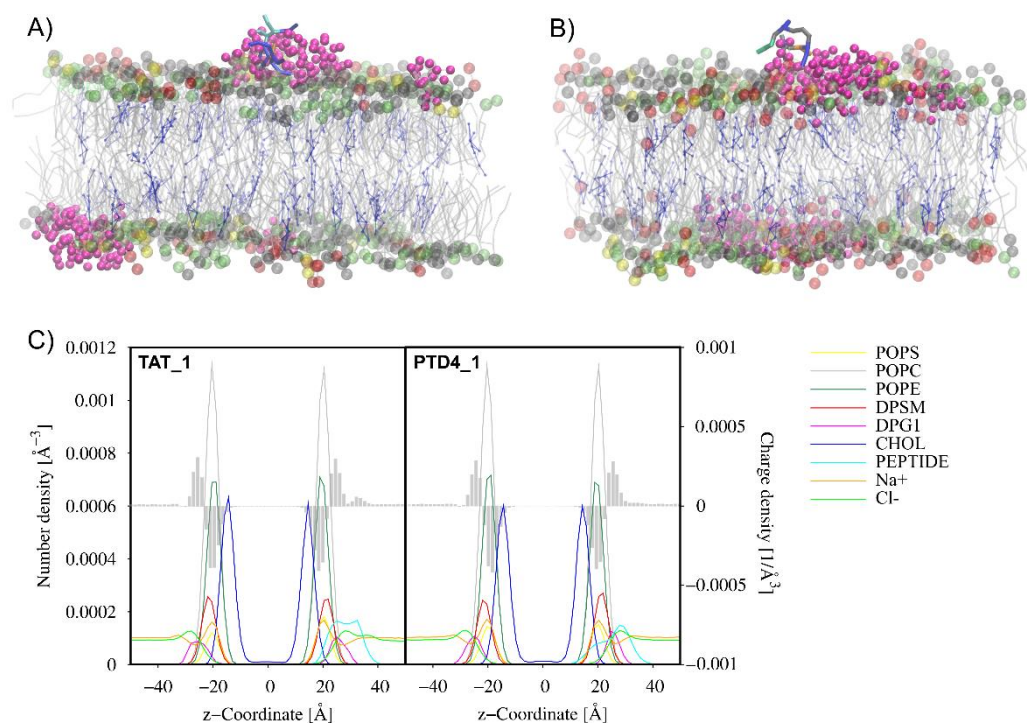 A)
B)
C)
TAT_1
PTD4_1
Number density [Å⁻³]
0.0012
0.001
0.0008
0.0006
0.0004
0.0002
0
0.001
0.0005
0
-0.0005
-0.001
Charge density [1/Å³]
−40 −20 0 20 40
−40 −20 0 20 40
z−Coordinate [Å]
z−Coordinate [Å]
POPS
POPC
POPE
DPSM
DPG1
CHOL
PEPTIDE
Na+
Cl-